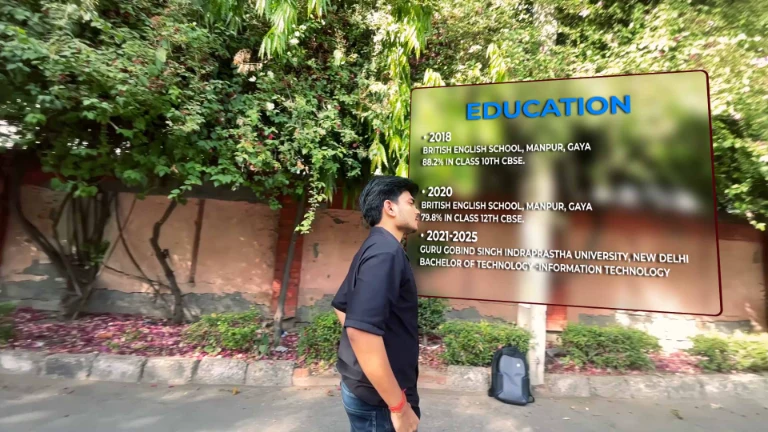 EDUCATION
• 2018
BRITISH ENGLISH SCHOOL, MANPUR, GAYA
88.2% IN CLASS 10TH CBSE.
• 2020
BRITISH ENGLISH SCHOOL, MANPUR, GAYA
79.8% IN CLASS 12TH CBSE.
• 2021-2025
GURU GOBIND SINGH INDRAPRASTHA UNIVERSITY, NEW DELHI
BACHELOR OF TECHNOLOGY -INFORMATION TECHNOLOGY